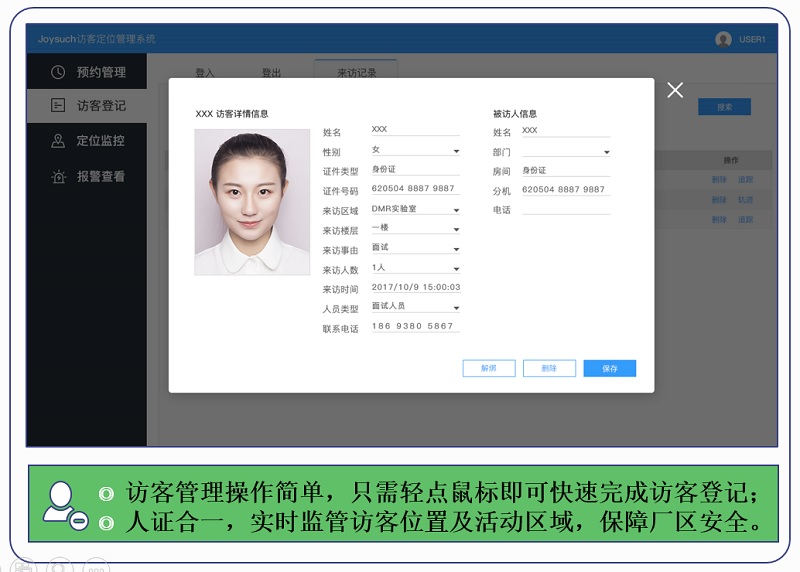 Joysuch访客定位管理系统
USER1
预约管理
访客登记
定位监控
报警查看
登入
登出
来访记录
搜索
操作
删除 追踪
删除 轨迹
删除 追踪
XXX 访客详情信息
姓名 XXX
性别 女
证件类型 身份证
证件号码 620504 8887 9887
来访区域 DMR实验室
来访楼层 一楼
来访事由 面试
来访人数 1人
来访时间 2017/10/9 15:00:03
人员类型 面试人员
联系电话 186 9380 5867
被访人信息
姓名 XXX
部门
房间 身份证
分机 620504 8887 9887
电话
解绑
删除
保存
访客管理操作简单，只需轻点鼠标即可快速完成访客登记；
人证合一，实时监管访客位置及活动区域，保障厂区安全。